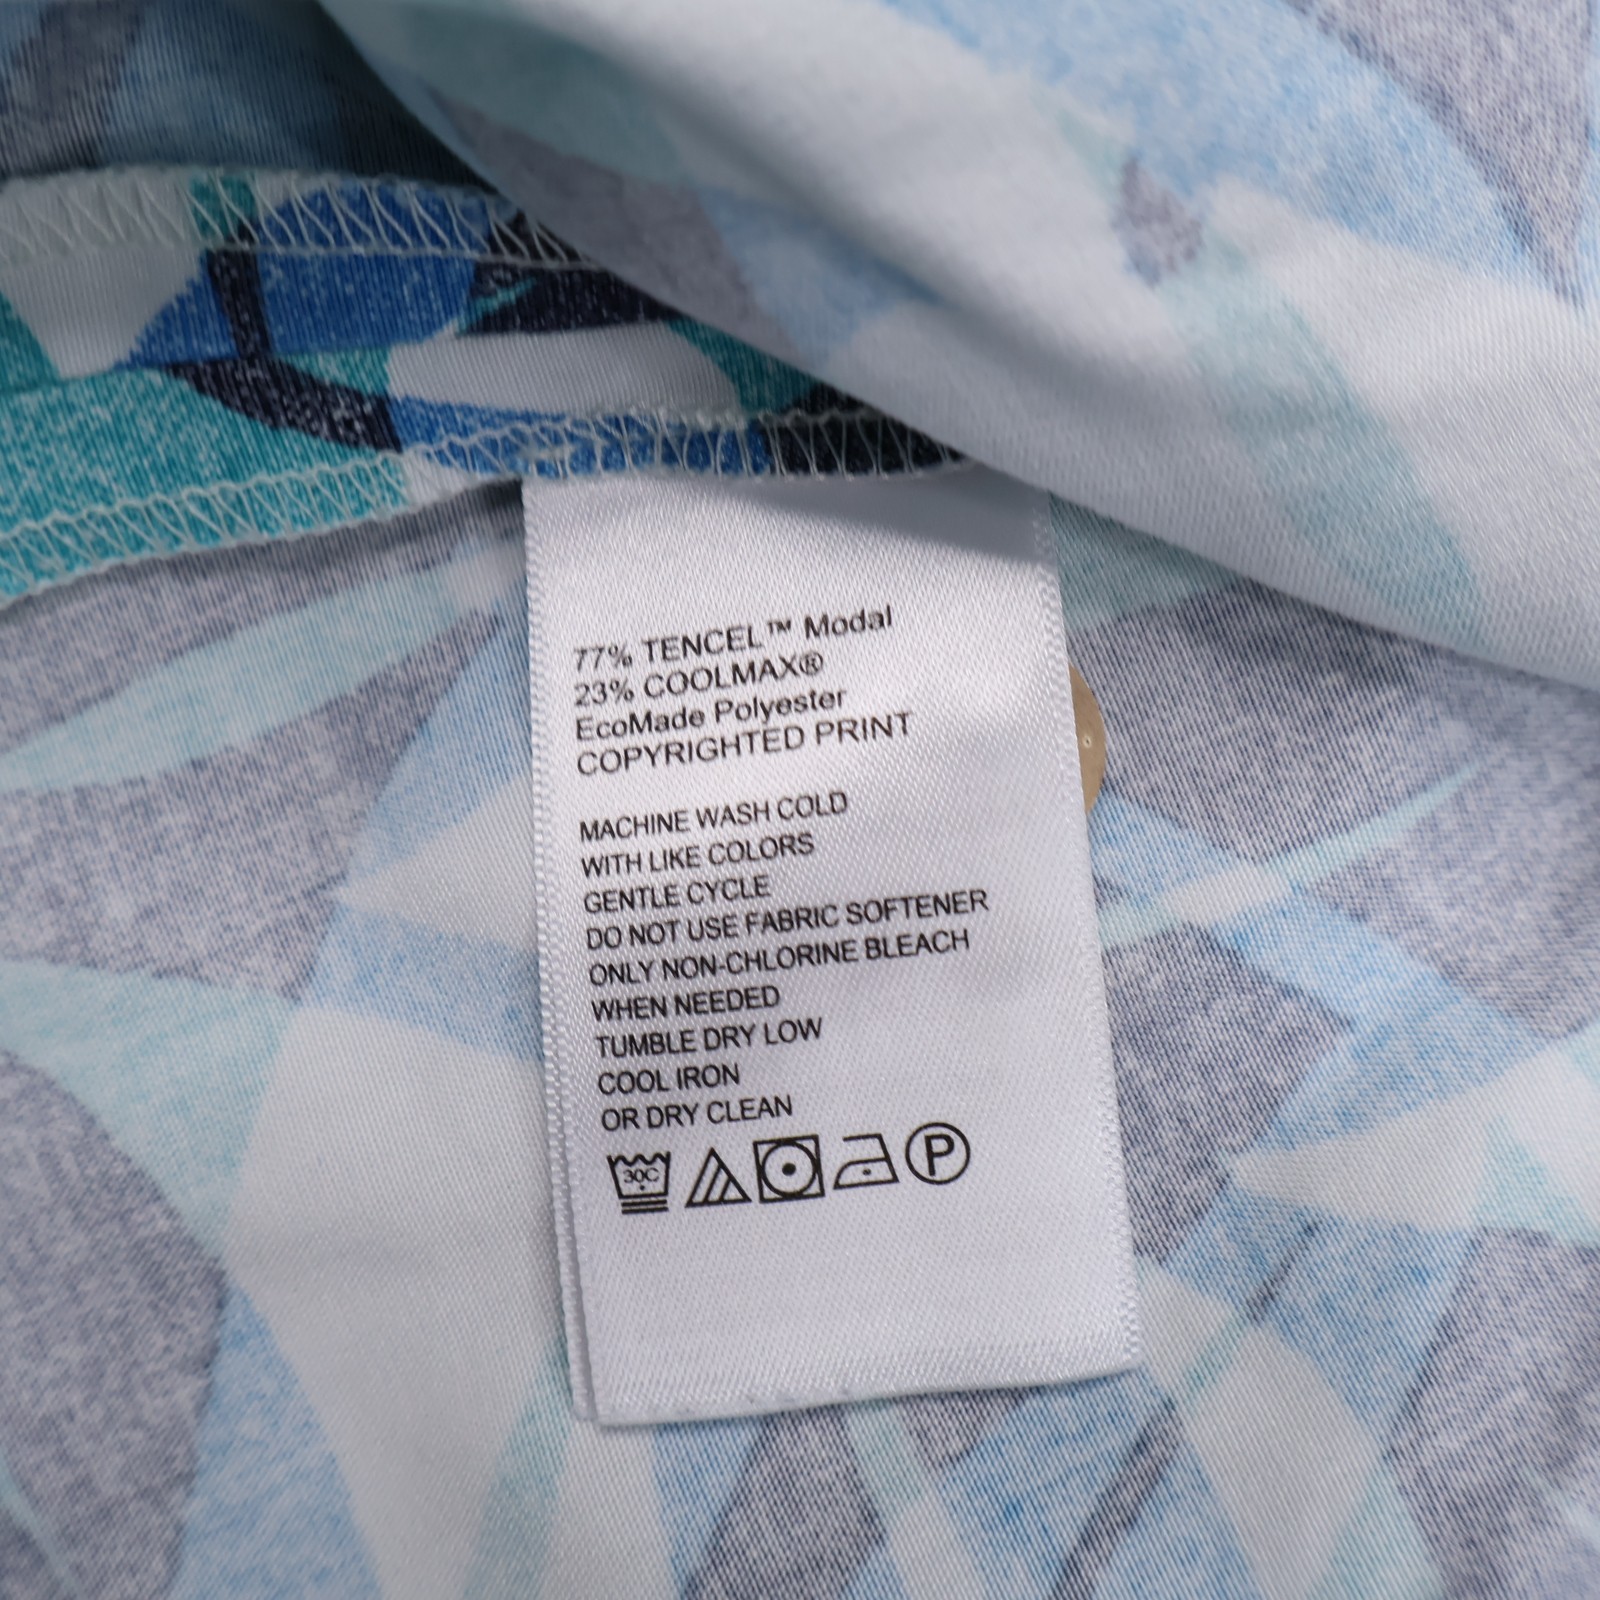 77% TENCEL™ Modal
23% COOLMAX®
EcoMade Polyester
COPYRIGHTED PRINT
MACHINE WASH COLD
WITH LIKE COLORS
GENTLE CYCLE
DO NOT USE FABRIC SOFTENER
ONLY NON-CHLORINE BLEACH
WHEN NEEDED
TUMBLE DRY LOW
COOL IRON
OR DRY CLEAN
30C P